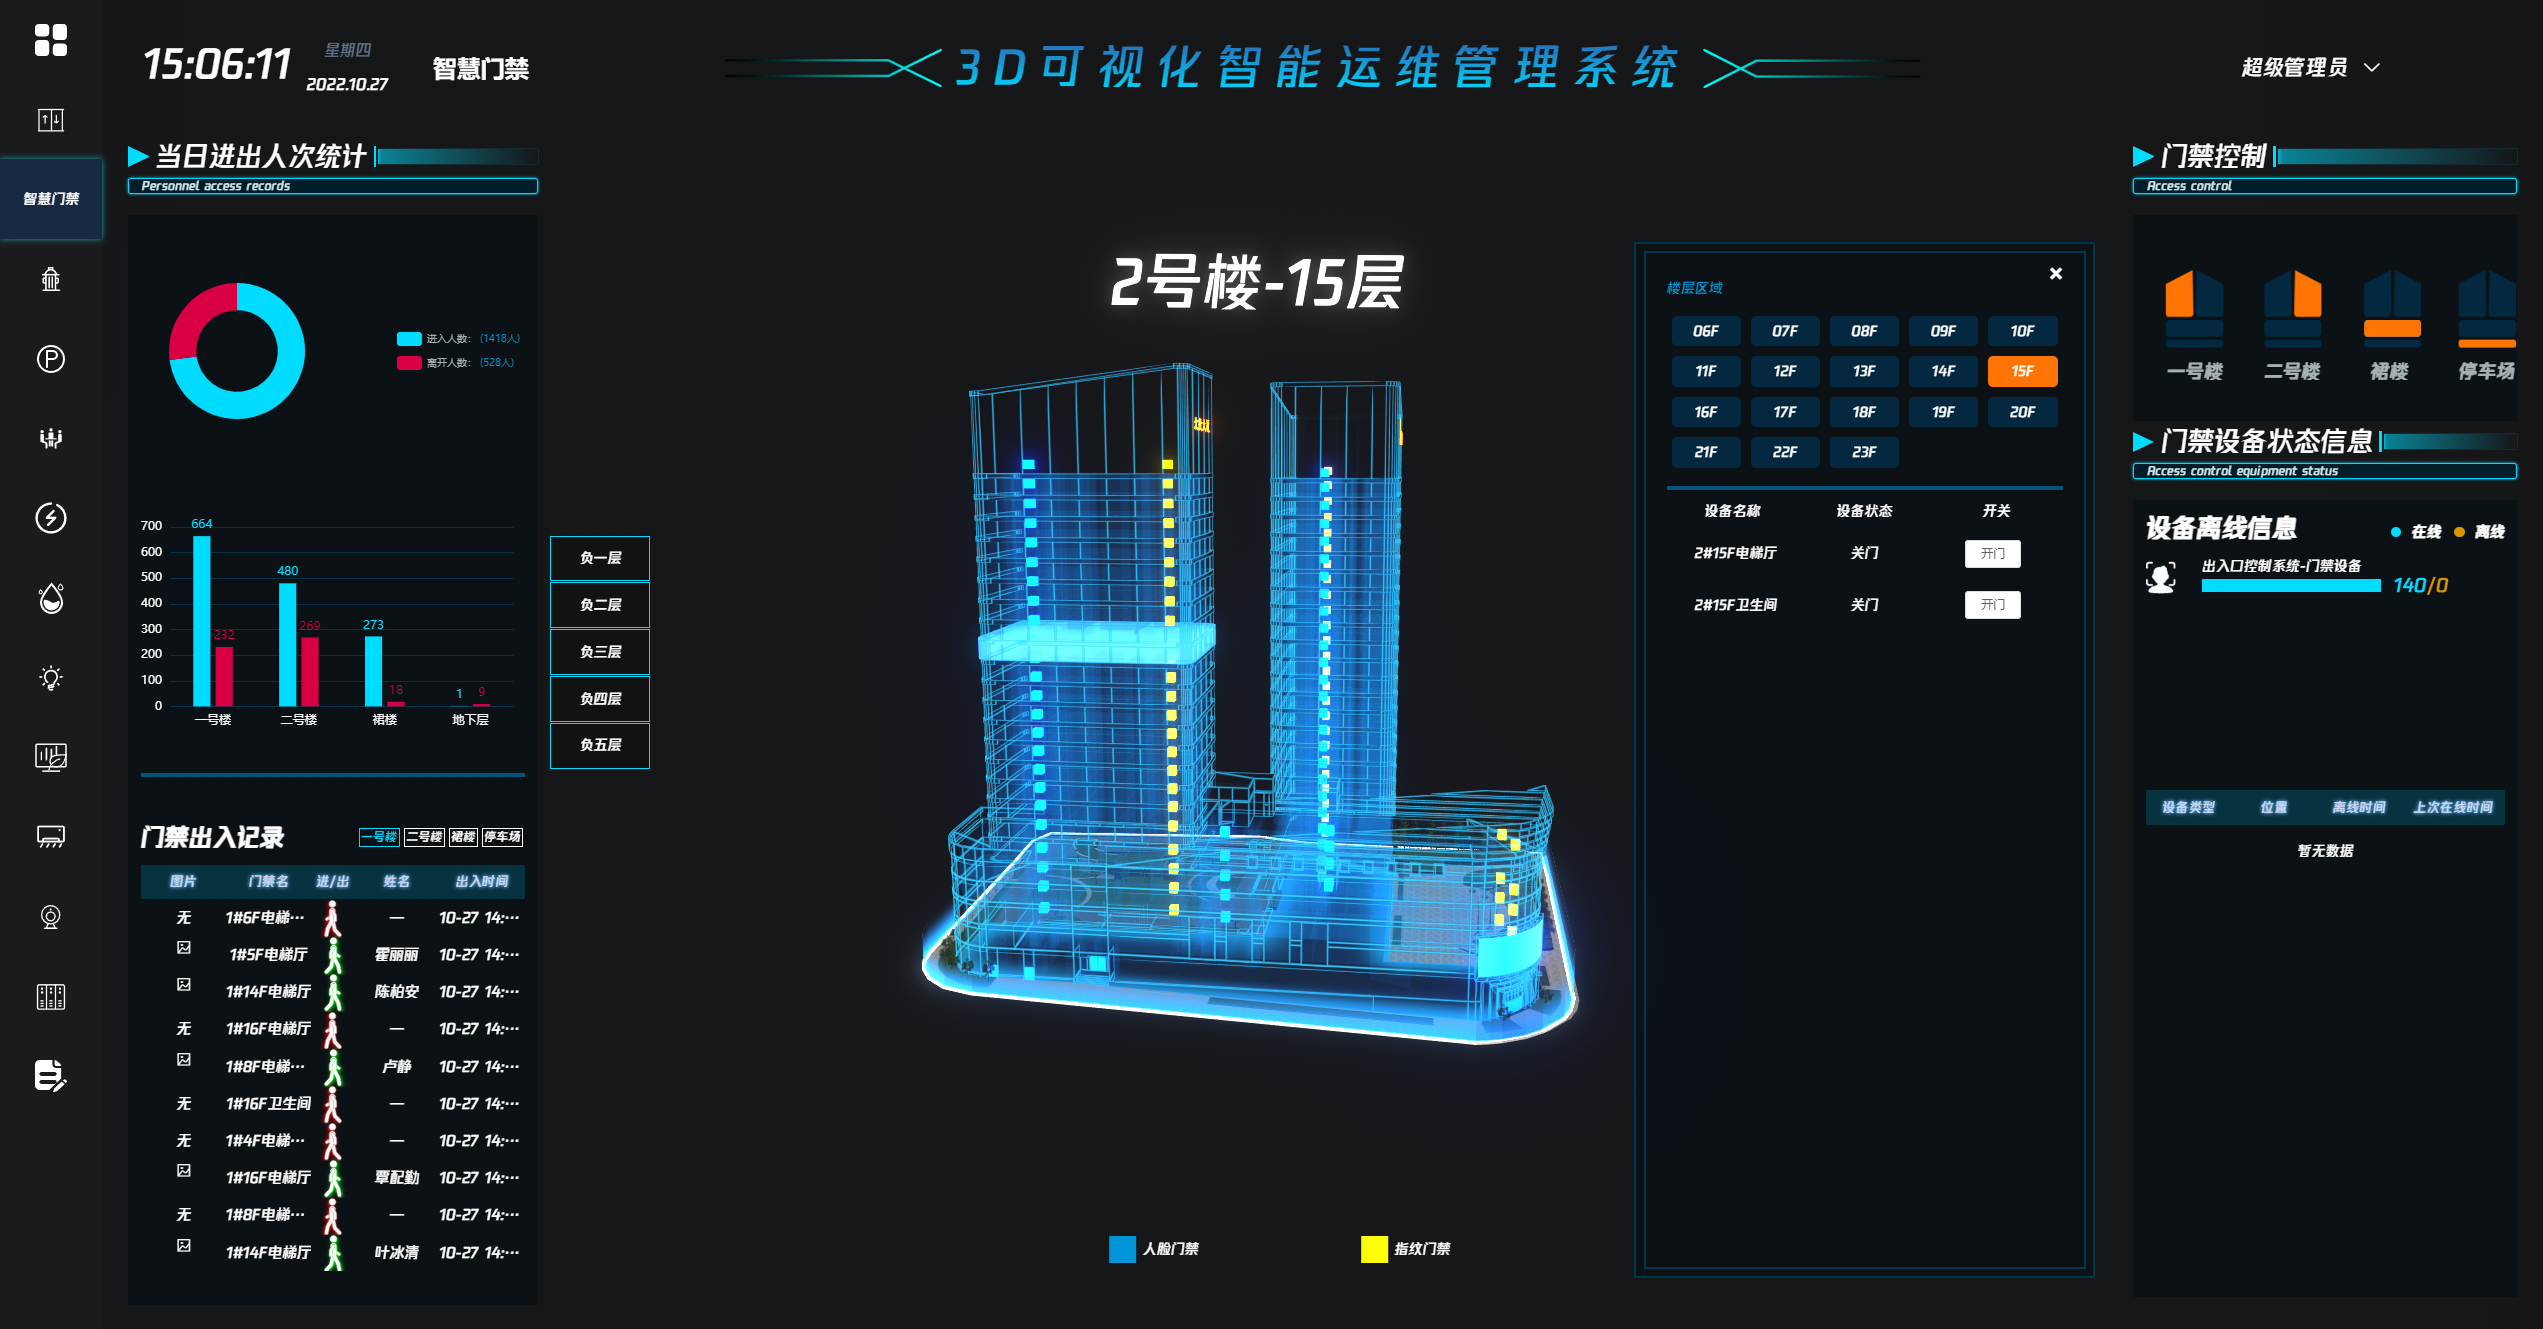 15:06:11
星期四
2022.10.27
智慧门禁
3D可视化智能运维管理系统
超级管理员
智慧门禁
当日进出人次统计
Personnel access records
进入人数: (1418人)
离开人数: (528人)
700
600
500
400
300
200
100
0
664
232
480
269
273
18
1
9
一号楼
二号楼
裙楼
地下层
门禁出入记录
一号楼 二号楼 裙楼 停车场
图片 门禁名 进/出 姓名 出入时间
无 1#6F电梯… — 10-27 14:…
1#5F电梯厅 霍丽丽 10-27 14:…
1#14F电梯厅 陈柏安 10-27 14:…
无 1#16F电梯厅 — 10-27 14:…
1#8F电梯… 卢静 10-27 14:…
无 1#16F卫生间 — 10-27 14:…
无 1#4F电梯… — 10-27 14:…
1#16F电梯厅 覃配勤 10-27 14:…
无 1#8F电梯… — 10-27 14:…
1#14F电梯厅 叶冰清 10-27 14:…
负一层
负二层
负三层
负四层
负五层
2号楼-15层
人脸门禁
指纹门禁
楼层区域
06F 07F 08F 09F 10F
11F 12F 13F 14F 15F
16F 17F 18F 19F 20F
21F 22F 23F
设备名称 设备状态 开关
2#15F电梯厅 关门 开门
2#15F卫生间 关门 开门
门禁控制
Access control
一号楼 二号楼 裙楼 停车场
门禁设备状态信息
Access control equipment status
设备离线信息
在线 离线
出入口控制系统-门禁设备
140/0
设备类型 位置 离线时间 上次在线时间
暂无数据